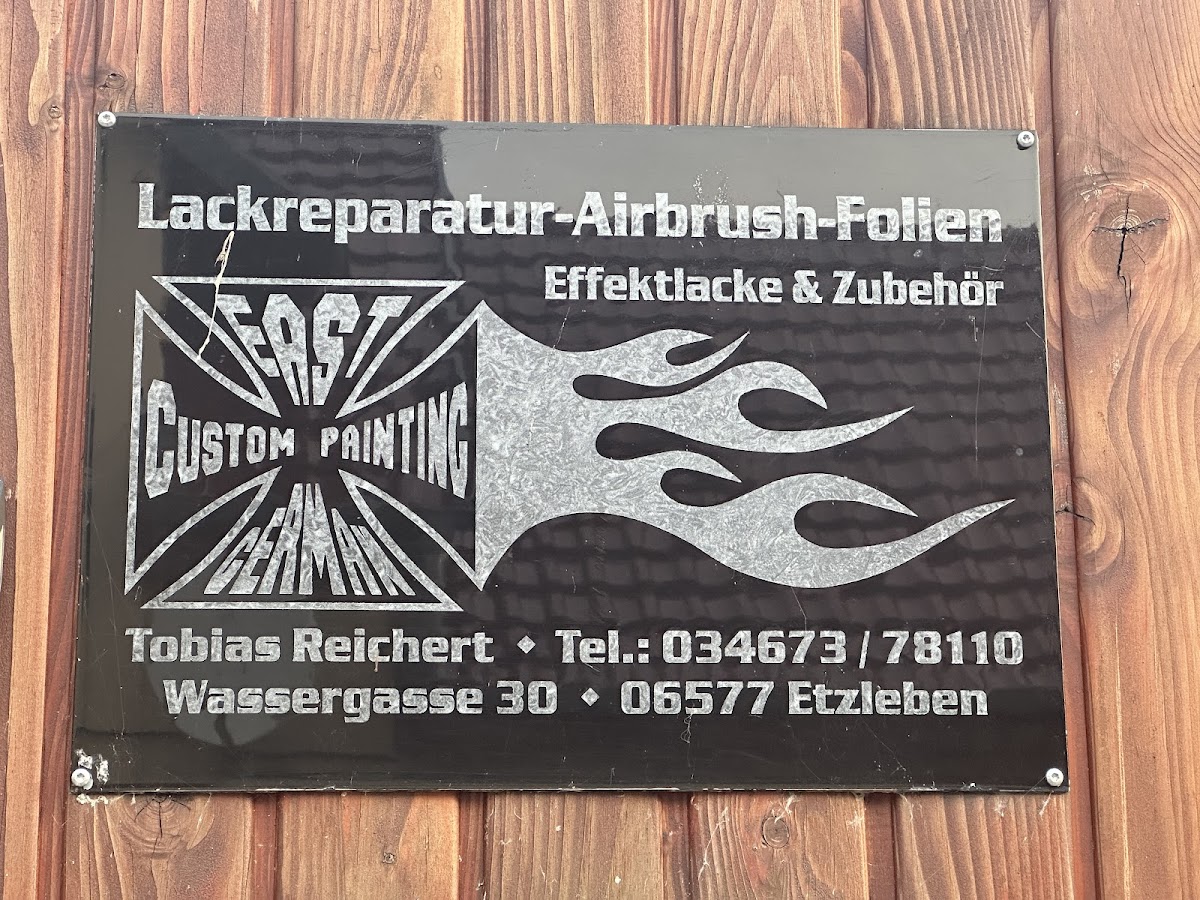 Lackreparatur-Airbrush-Folien
Effektlacke & Zubehör
EAST
CUSTOM PAINTING
GERMANY
Tobias Reichert ◆ Tel.: 034673 / 78110
Wassergasse 30 ◆ 06577 Etzleben